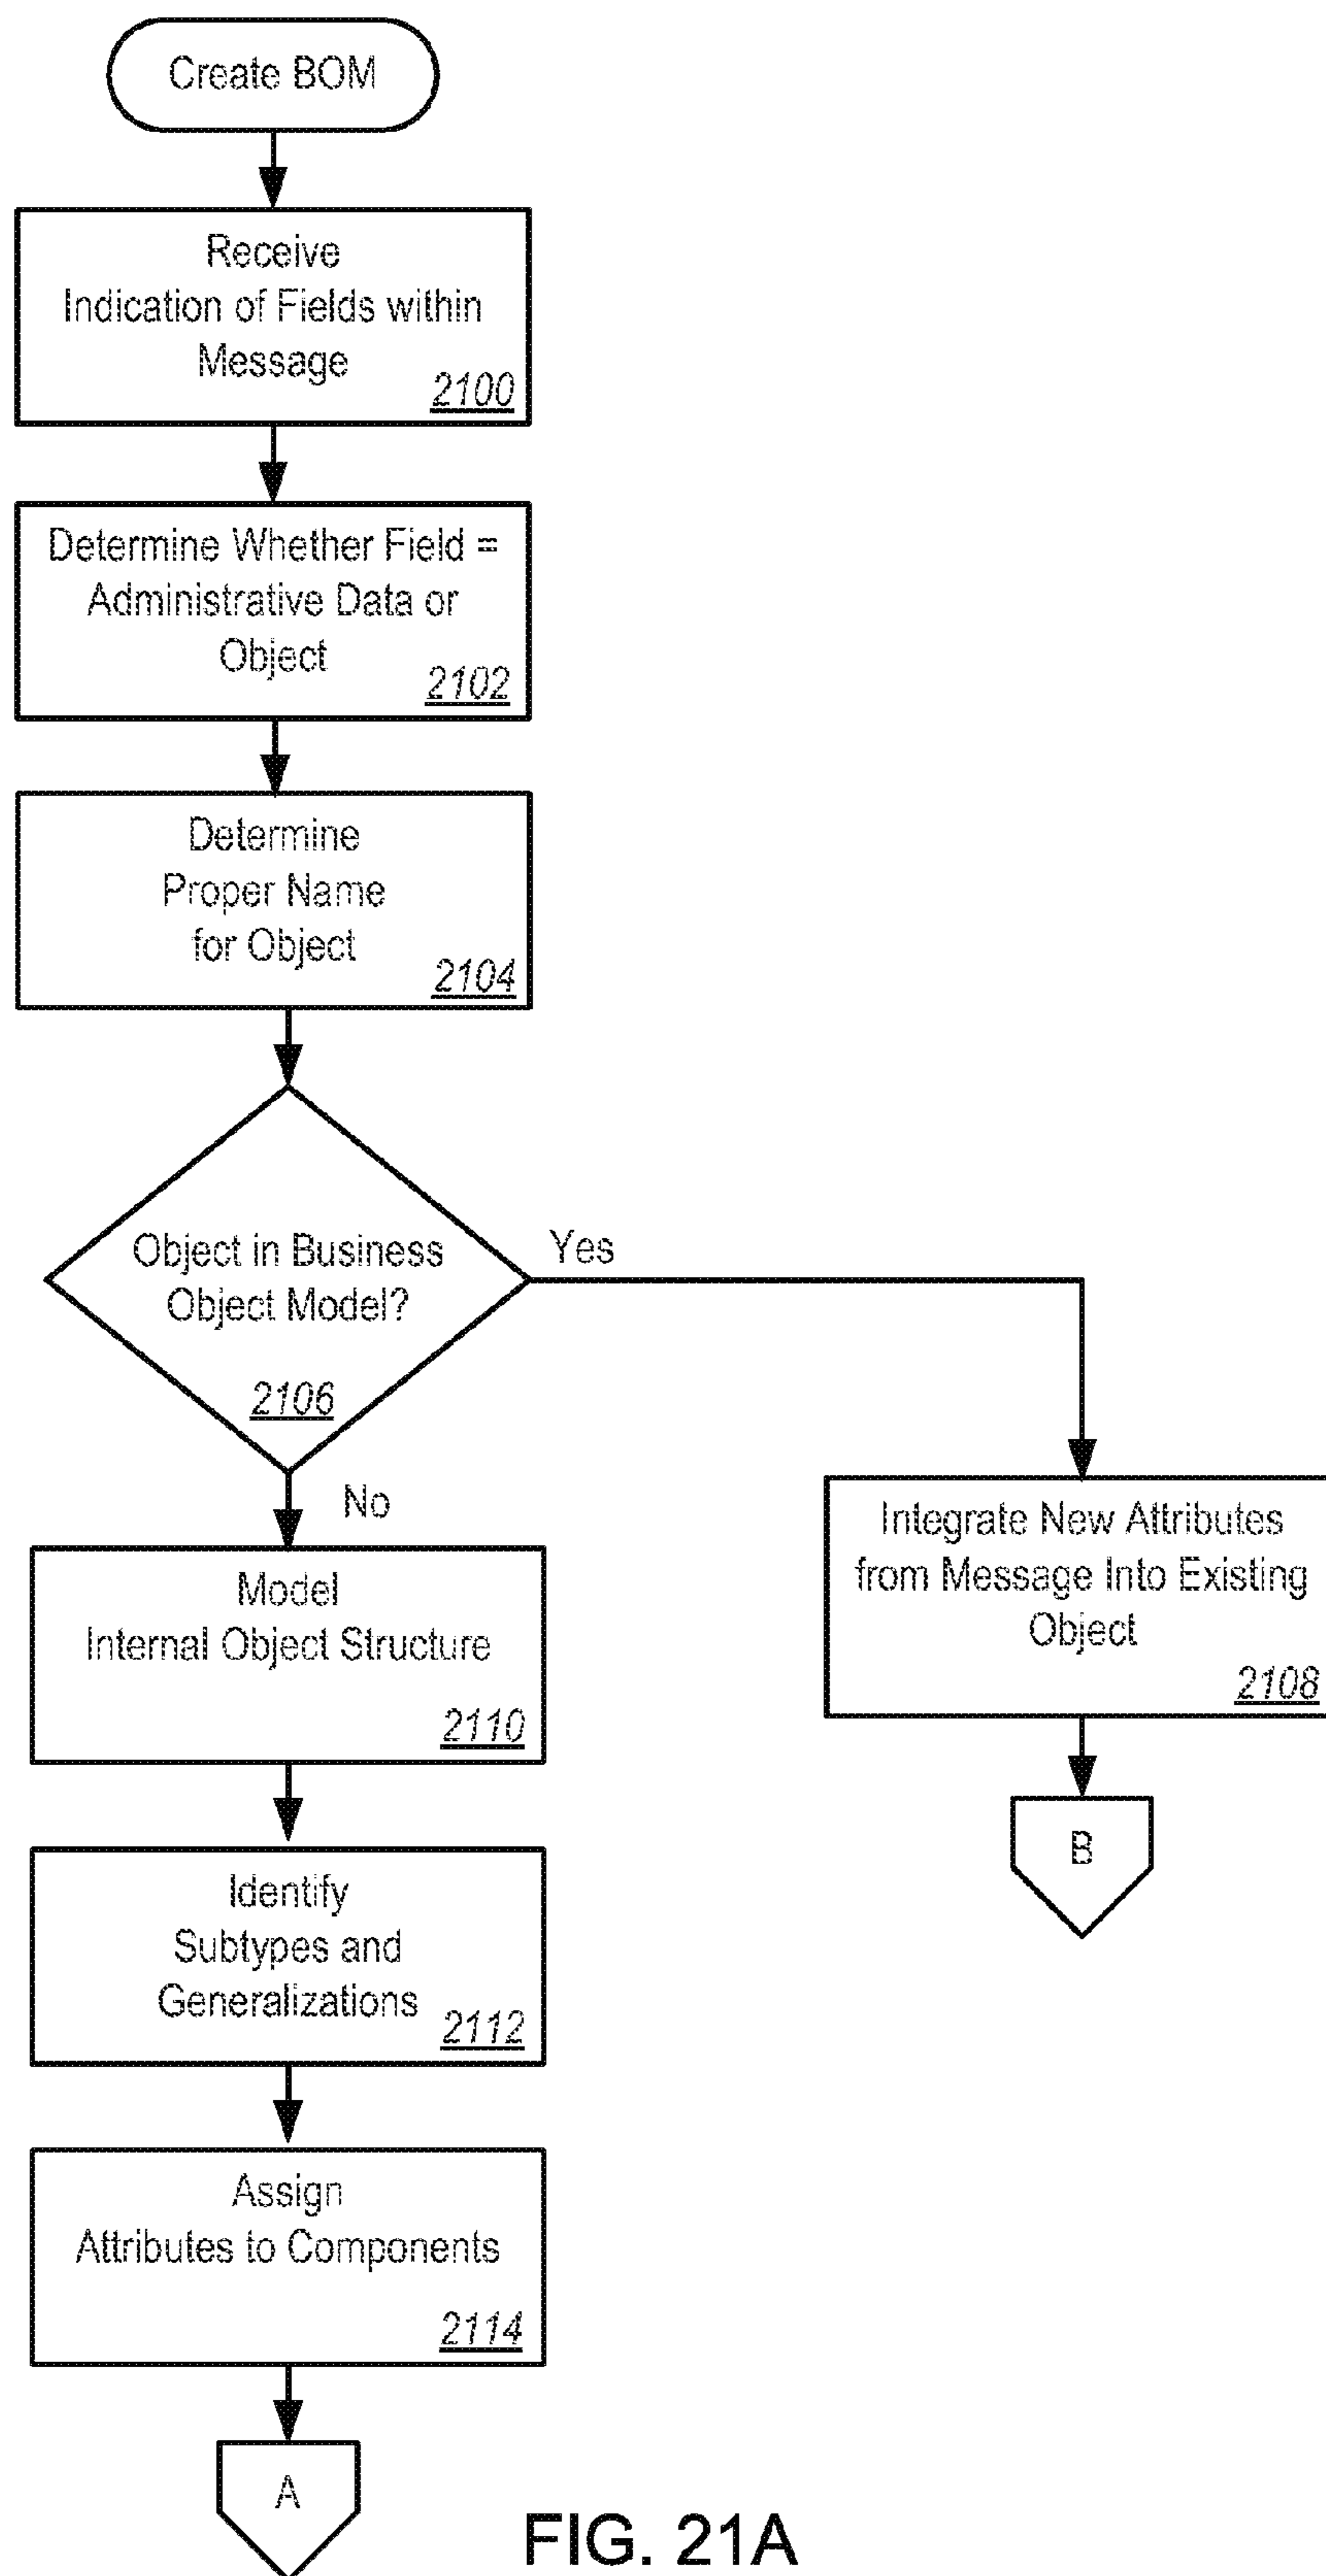 Create BOM
Receive
Indication of Fields within
Message
2100
Determine Whether Field =
Administrative Data or
Object
2102
Determine
Proper Name
for Object
2104
Object in Business
Object Model?
2106
Yes
No
Integrate New Attributes
from Message Into Existing
Object
2108
B
Model
Internal Object Structure
2110
Identify
Subtypes and
Generalizations
2112
Assign
Attributes to Components
2114
A
FIG. 21A